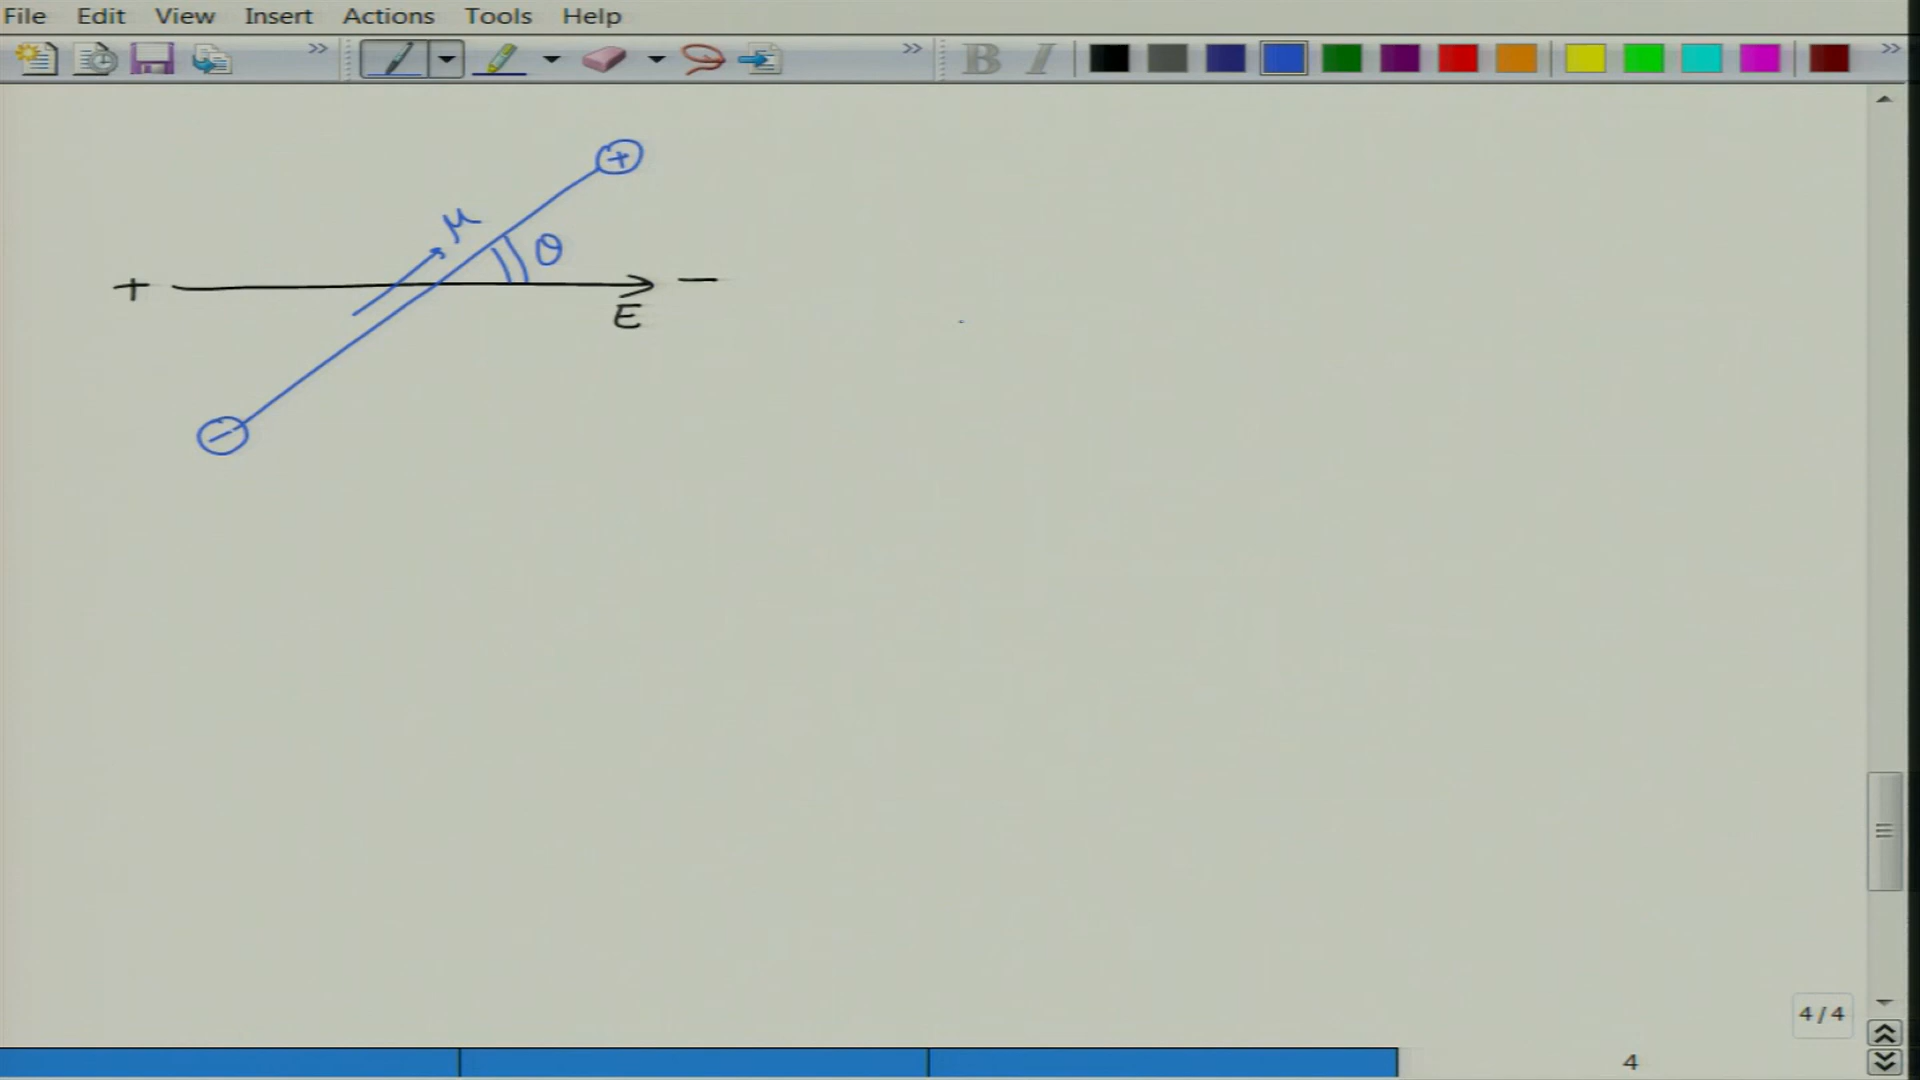 File Edit View Insert Actions Tools Help
B I
+
μ
θ
+ −
E
−
4 / 4
4